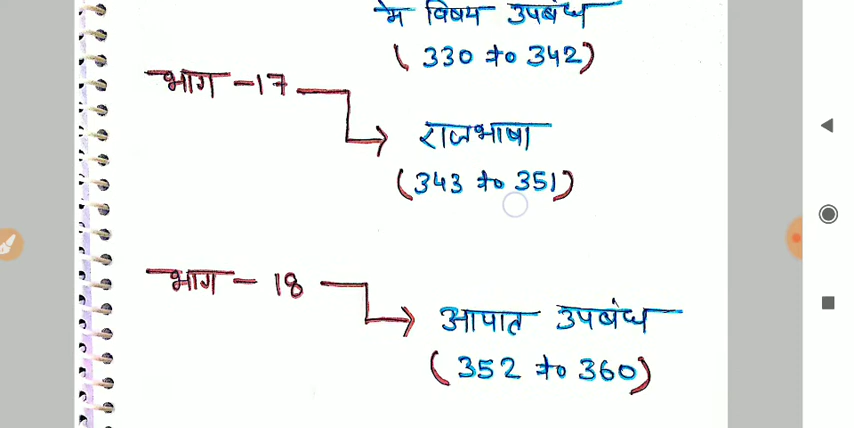 मे विषय उपबंध
(330 to 342)
भाग -17
राजभाषा
(343 to 351)
भाग - 18
आपात उपबंध
(352 to 360)